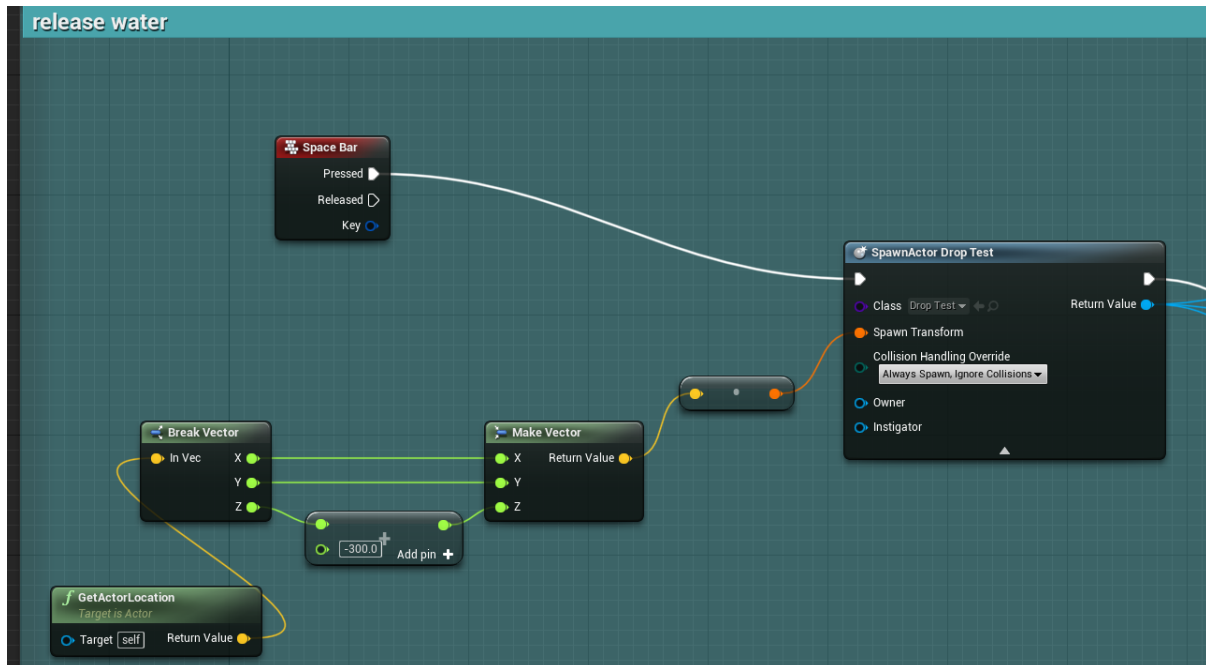 release water
Space Bar
Pressed
Released
Key
SpawnActor Drop Test
Class Drop Test
Return Value
Spawn Transform
Collision Handling Override
Always Spawn, Ignore Collisions
Owner
Instigator
Break Vector
In Vec X
Y
Z
Make Vector
X Return Value
Y
Z
-300.0
Add pin +
f GetActorLocation
Target is Actor
Target self Return Value